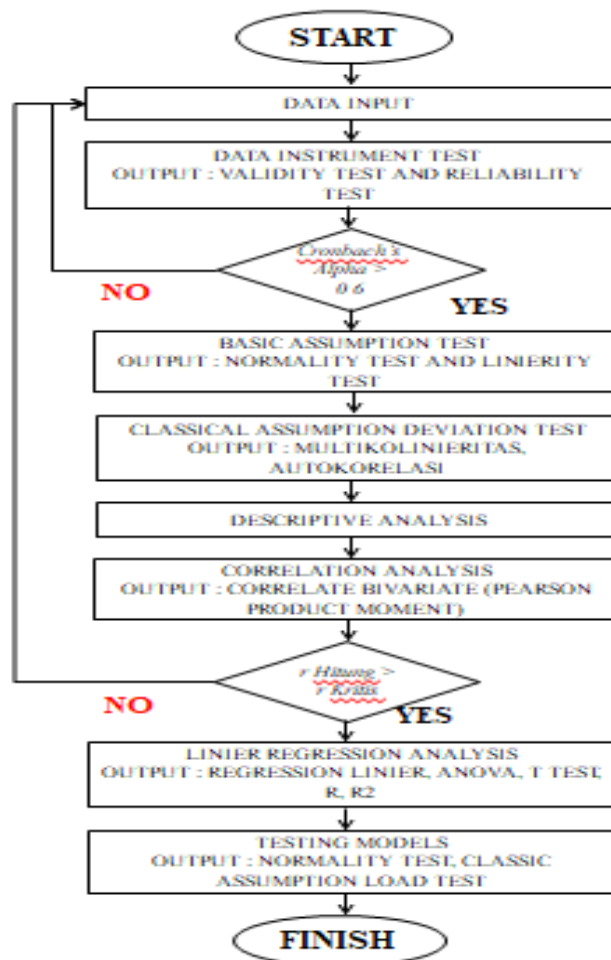 START
DATA INPUT
DATA INSTRUMENT TEST
OUTPUT : VALIDITY TEST AND RELIABILITY
TEST
Cronbach's
Alpha >
0 6
NO
YES
BASIC ASSUMPTION TEST
OUTPUT : NORMALITY TEST AND LINIERITY
TEST
CLASSICAL ASSUMPTION DEVIATION TEST
OUTPUT : MULTIKOLINIERITAS,
AUTOKORELASI
DESCRIPTIVE ANALYSIS
CORRELATION ANALYSIS
OUTPUT : CORRELATE BIVARIATE (PEARSON
PRODUCT MOMENT)
r Hitung >
r Kritis
NO
YES
LINIER REGRESSION ANALYSIS
OUTPUT : REGRESSION LINIER, ANOVA, T TEST,
R, R2
TESTING MODELS
OUTPUT : NORMALITY TEST, CLASSIC
ASSUMPTION LOAD TEST
FINISH